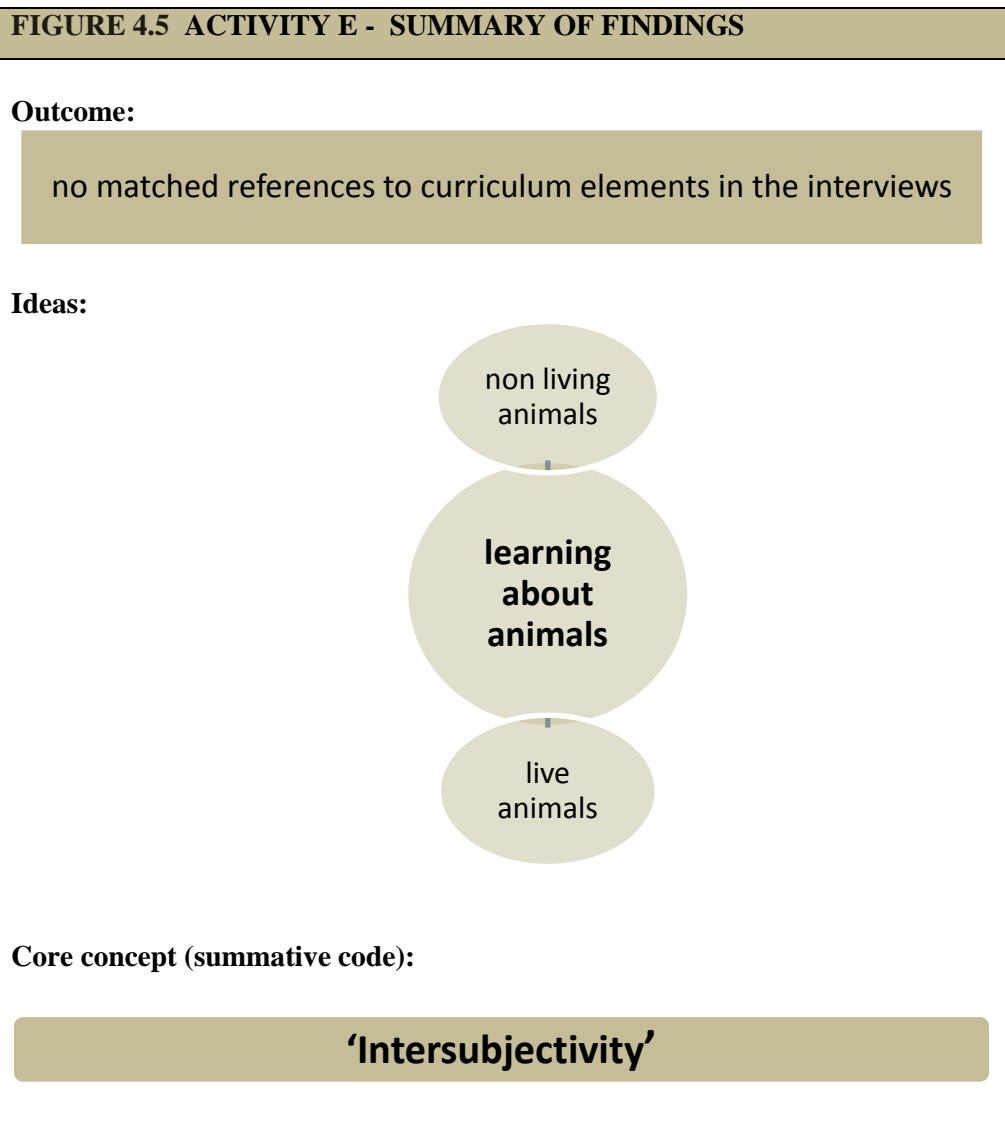 FIGURE 4.5 ACTIVITY E - SUMMARY OF FINDINGS
Outcome:
no matched references to curriculum elements in the interviews
Ideas:
non living
animals
learning
about
animals
live
animals
Core concept (summative code):
‘Intersubjectivity’